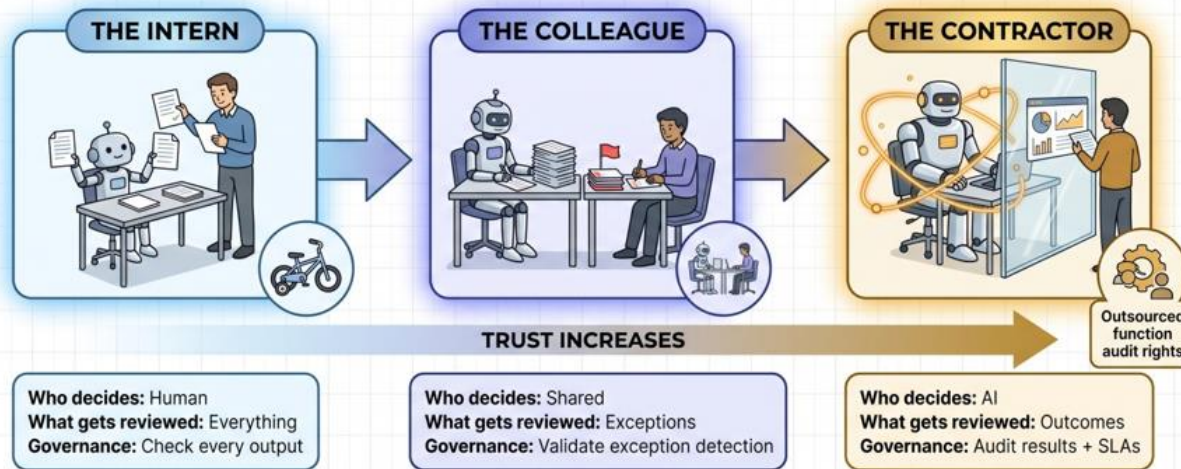 THE INTERN
THE COLLEAGUE
THE CONTRACTOR
TRUST INCREASES
Outsourced
function
audit rights
Who decides: Human
What gets reviewed: Everything
Governance: Check every output
Who decides: Shared
What gets reviewed: Exceptions
Governance: Validate exception detection
Who decides: AI
What gets reviewed: Outcomes
Governance: Audit results + SLAs